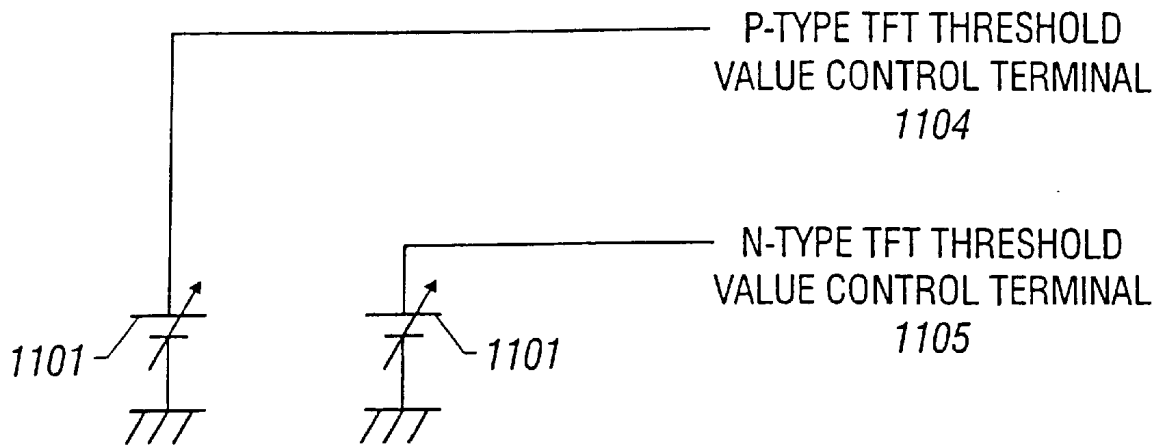 P-TYPE TFT THRESHOLD
VALUE CONTROL TERMINAL
1104
N-TYPE TFT THRESHOLD
VALUE CONTROL TERMINAL
1105
1101
1101